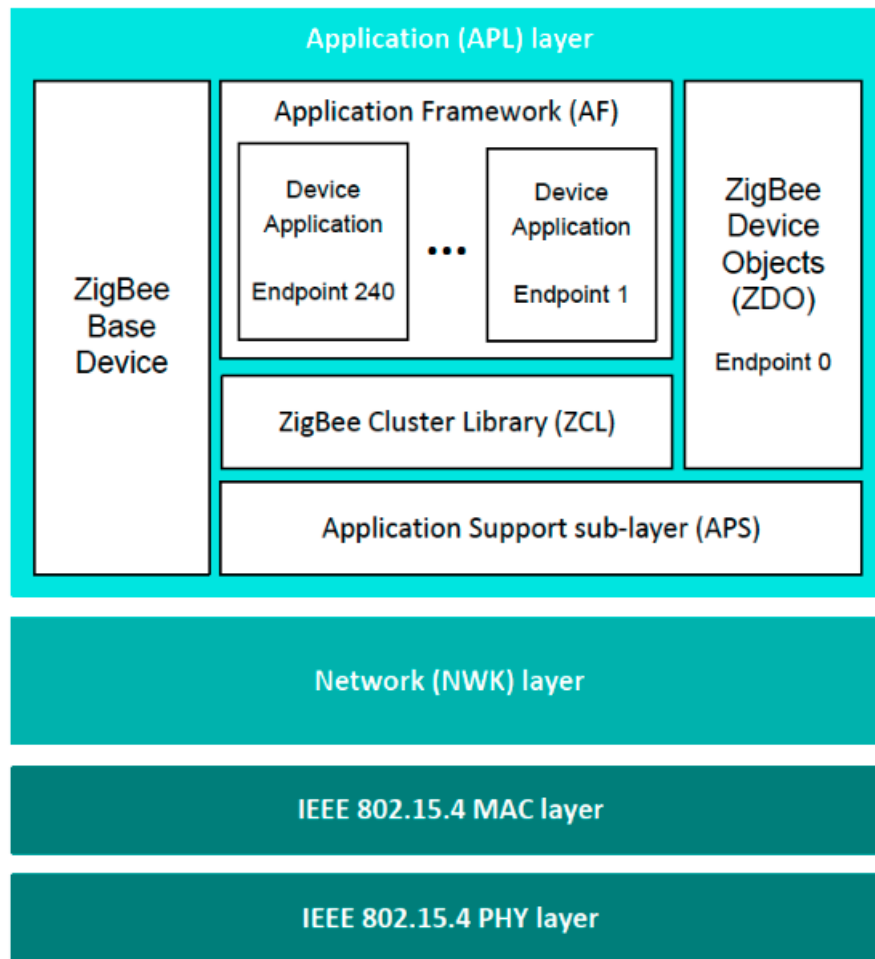 Application (APL) layer
ZigBee
Base
Device
Application Framework (AF)
Device
Application
Endpoint 240
...
Device
Application
Endpoint 1
ZigBee
Device
Objects
(ZDO)
Endpoint 0
ZigBee Cluster Library (ZCL)
Application Support sub-layer (APS)
Network (NWK) layer
IEEE 802.15.4 MAC layer
IEEE 802.15.4 PHY layer